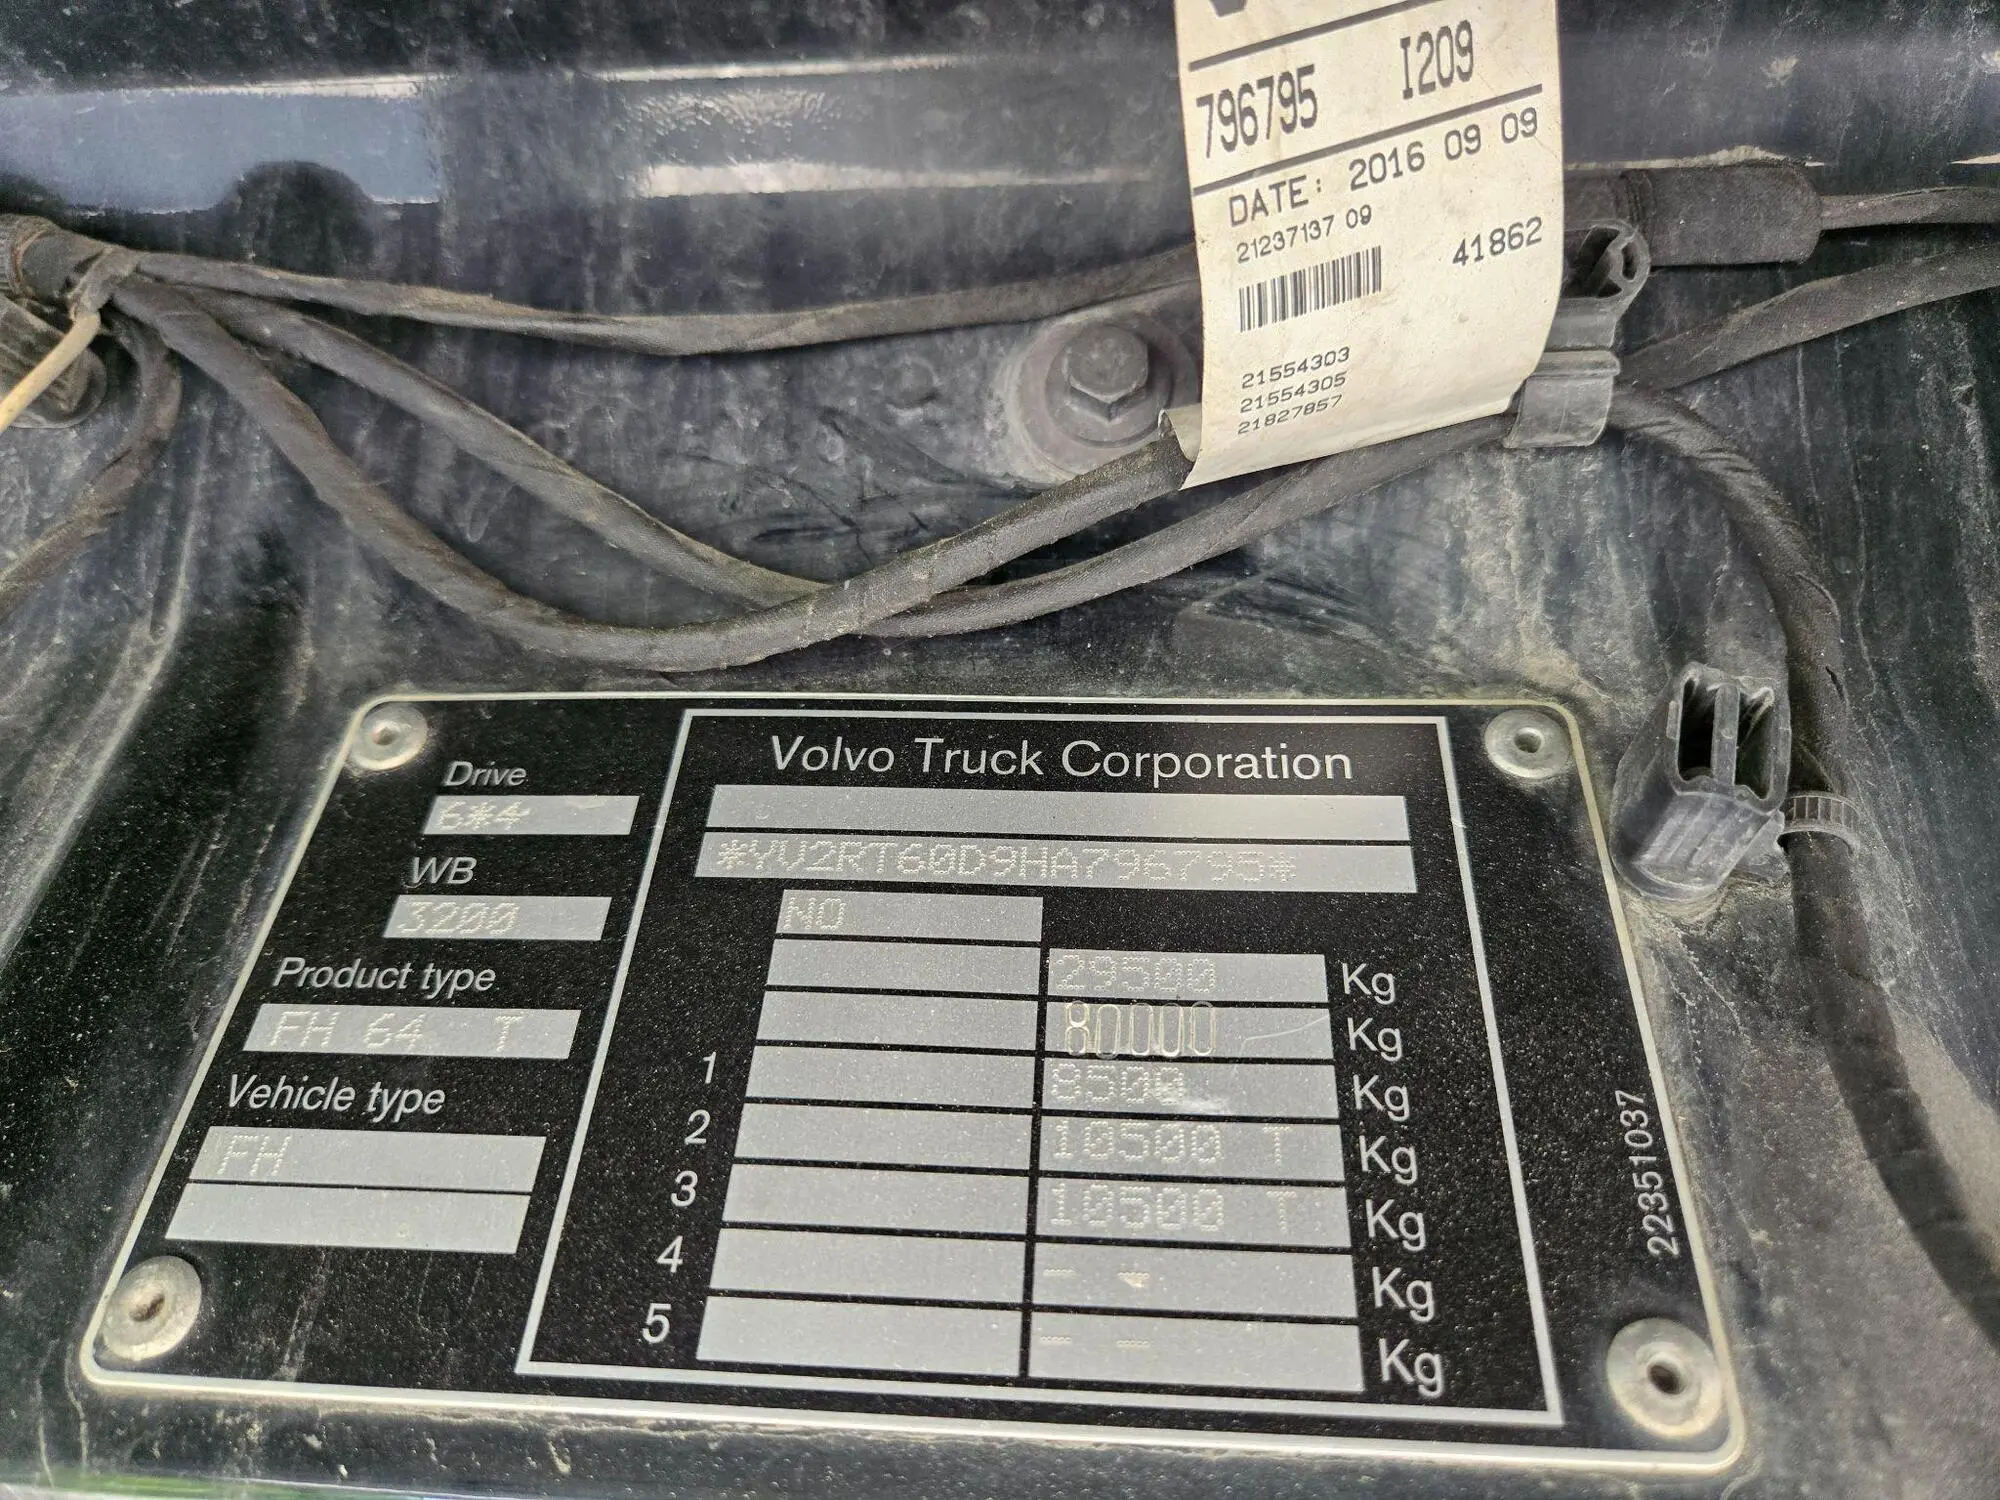 796795 I209
DATE: 2016 09 09
21237137 09
41862
21554303
21554305
21827857
Volvo Truck Corporation
Drive
6*4
*YV2RT60D9HA796795*
WB
3200
NO
Product type
29500 Kg
FH 64 T
80000 Kg
1 8500 Kg
Vehicle type
2 10500 T Kg
FH
3 10500 T Kg
4 - - Kg
5 - - Kg
22351037